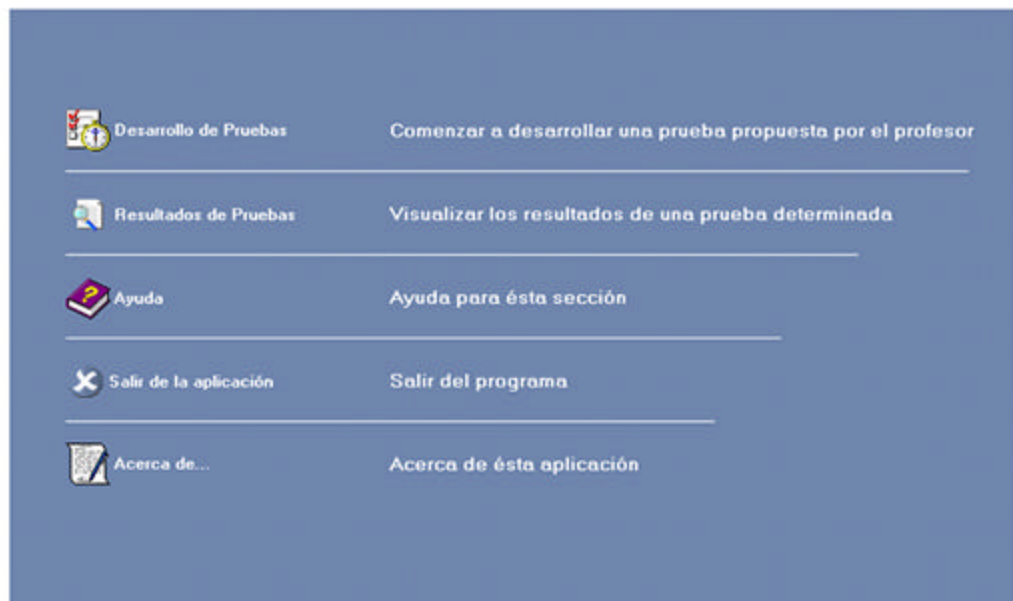 Desarrollo de Pruebas Comenzar a desarrollar una prueba propuesta por el profesor
Resultados de Pruebas Visualizar los resultados de una prueba determinada
Ayuda Ayuda para ésta sección
Salir de la aplicación Salir del programa
Acerca de... Acerca de ésta aplicación